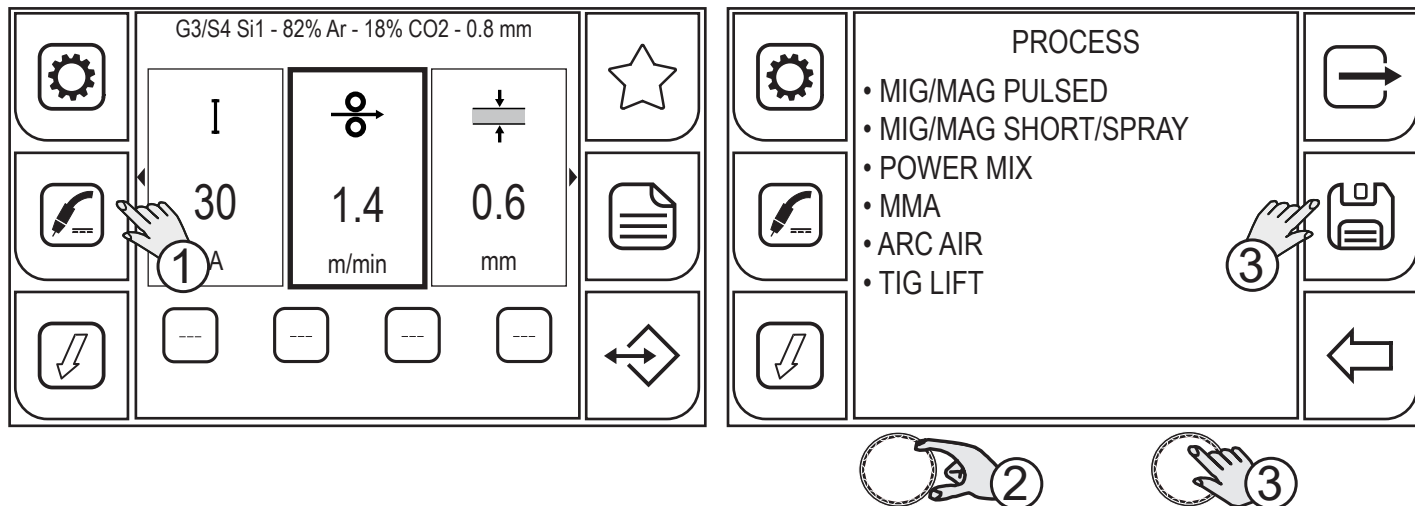 G3/S4 Si1 - 82% Ar - 18% CO2 - 0.8 mm
I
30
A
1.4
m/min
0.6
mm
1
---
---
---
---
PROCESS
• MIG/MAG PULSED
• MIG/MAG SHORT/SPRAY
• POWER MIX
• MMA
• ARC AIR
• TIG LIFT
3
2
3